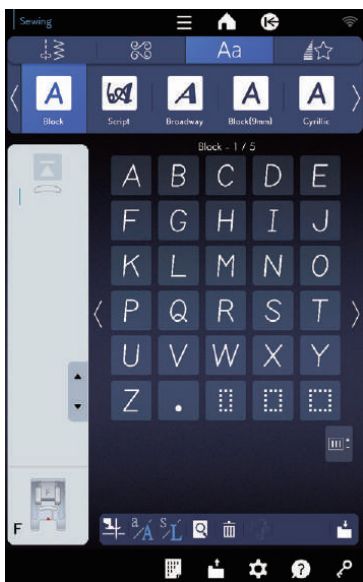 Sewing
Aa
A A A A A
Block Script Broadway Block(9mm) Cyrillic
Block - 1 / 5
A B C D E
F G H I J
K L M N O
P Q R S T
U V W X Y
Z .
F
a/A S/L
?